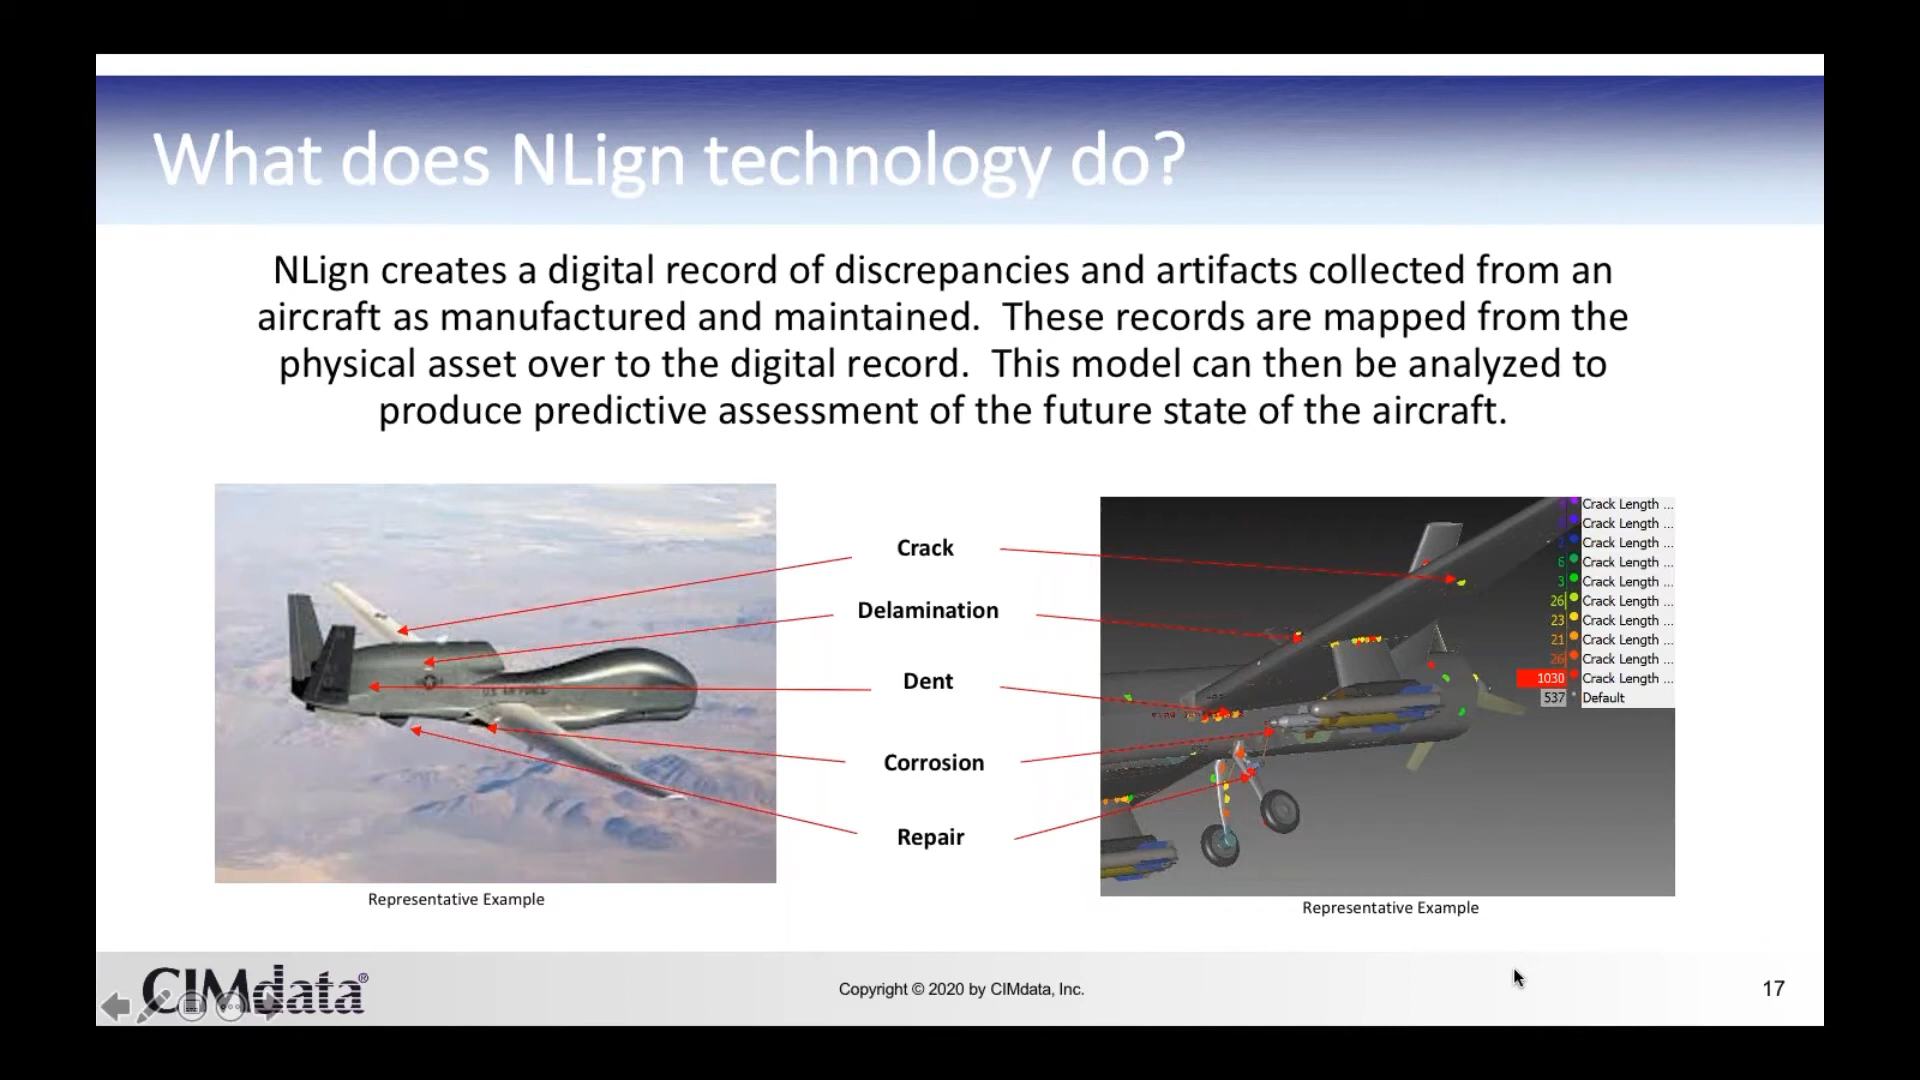 What does NLign technology do?
NLign creates a digital record of discrepancies and artifacts collected from an
aircraft as manufactured and maintained. These records are mapped from the
physical asset over to the digital record. This model can then be analyzed to
produce predictive assessment of the future state of the aircraft.
Crack
Delamination
Dent
Corrosion
Repair
U.S. AIR FORCE
Representative Example
Crack Length ...
Crack Length ...
2 Crack Length ...
6 Crack Length ...
3 Crack Length ...
26 Crack Length ...
23 Crack Length ...
21 Crack Length ...
26 Crack Length ...
1030 Crack Length ...
537 Default
Representative Example
CIMdata®
Copyright © 2020 by CIMdata, Inc.
17